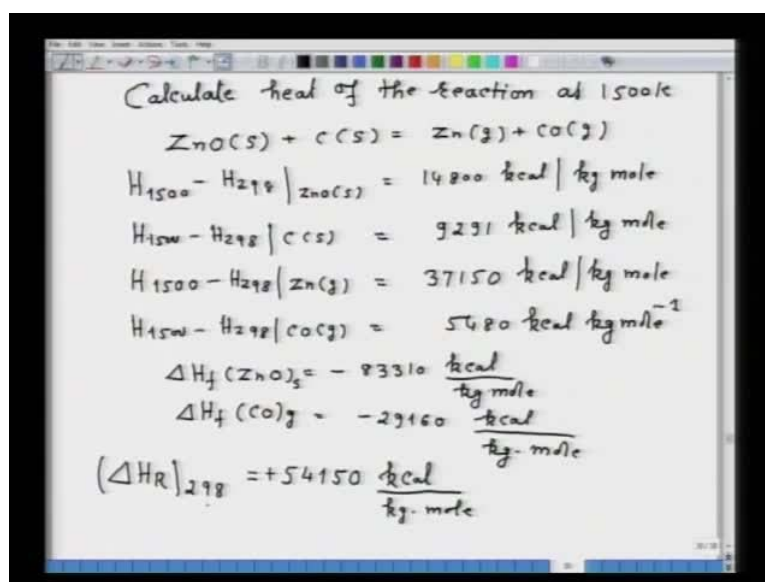 Calculate heat of the reaction at 1500K
ZnO(s) + C(s) = Zn(g) + CO(g)
H1500 - H298 | ZnO(s) = 14800 kcal | kg mole
H1500 - H298 | C(s) = 9291 kcal | kg mole
H1500 - H298 | Zn(g) = 37150 kcal | kg mole
H1500 - H298 | CO(g) = 5480 kcal kg mole⁻¹
ΔHf (ZnO)s = - 83310 kcal / kg mole
ΔHf (CO)g = - 29160 kcal / kg. mole
(ΔHR)298 = +54150 kcal / kg. mole